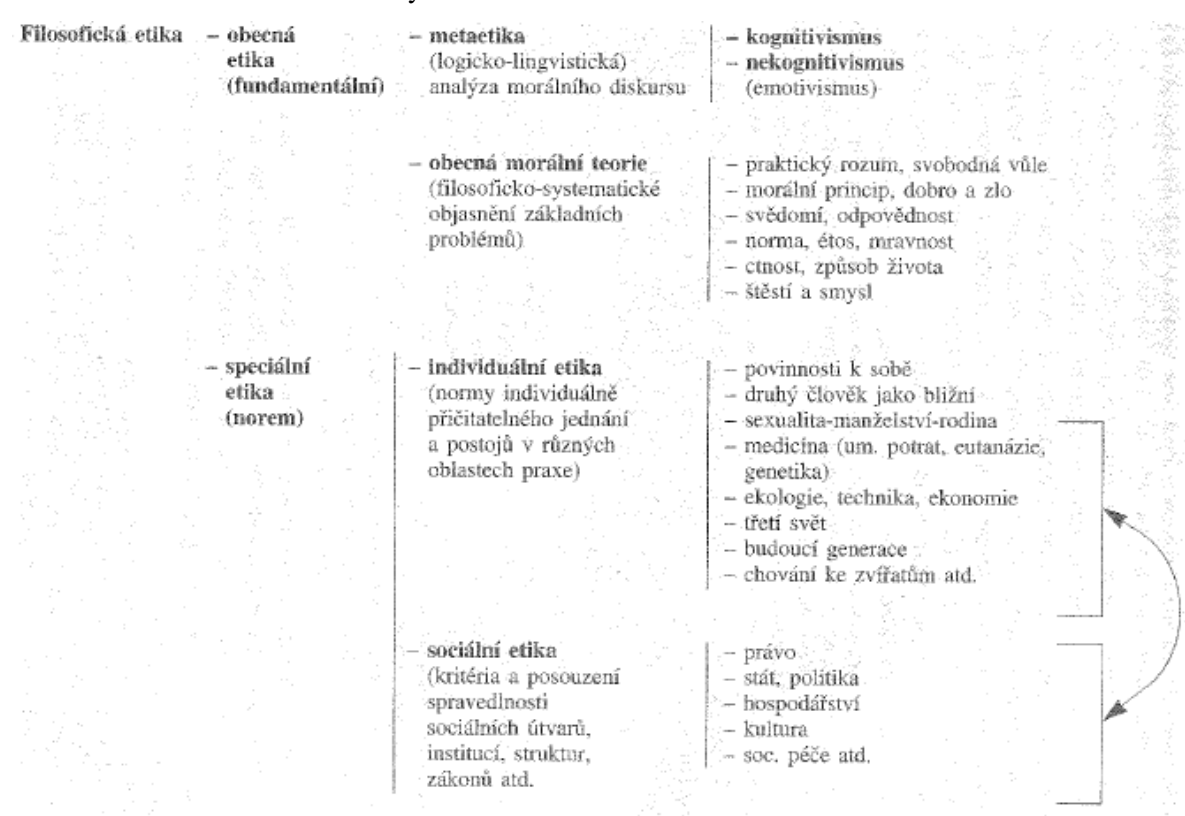 Filosofická etika – obecná etika (fundamentální)
– metaetika
(logicko-lingvistická)
analýza morálního diskursu
– kognitivismus
– nekognitivismus
(emotivismus)
– obecná morální teorie
(filosoficko-systematické
objasnění základních
problémů)
– praktický rozum, svobodná vůle
– morální princip, dobro a zlo
– svědomí, odpovědnost
– norma, étos, mravnost
– ctnost, způsob života
– štěstí a smysl
– speciální
etika
(norem)
– individuální etika
(normy individuálně
přičitatelného jednání
a postojů v různých
oblastech praxe)
– povinnosti k sobě
– druhý člověk jako bližní
– sexualita-manželství-rodina
– medicína (um. potrat, eutanázie,
genetika)
– ekologie, technika, ekonomie
– třetí svět
– budoucí generace
– chování ke zvířatům atd.
– sociální etika
(kritéria a posouzení
spravedlnosti
sociálních útvarů,
institucí, struktur,
zákonů atd.
– právo
– stát, politika
– hospodářství
– kultura
– soc. péče atd.